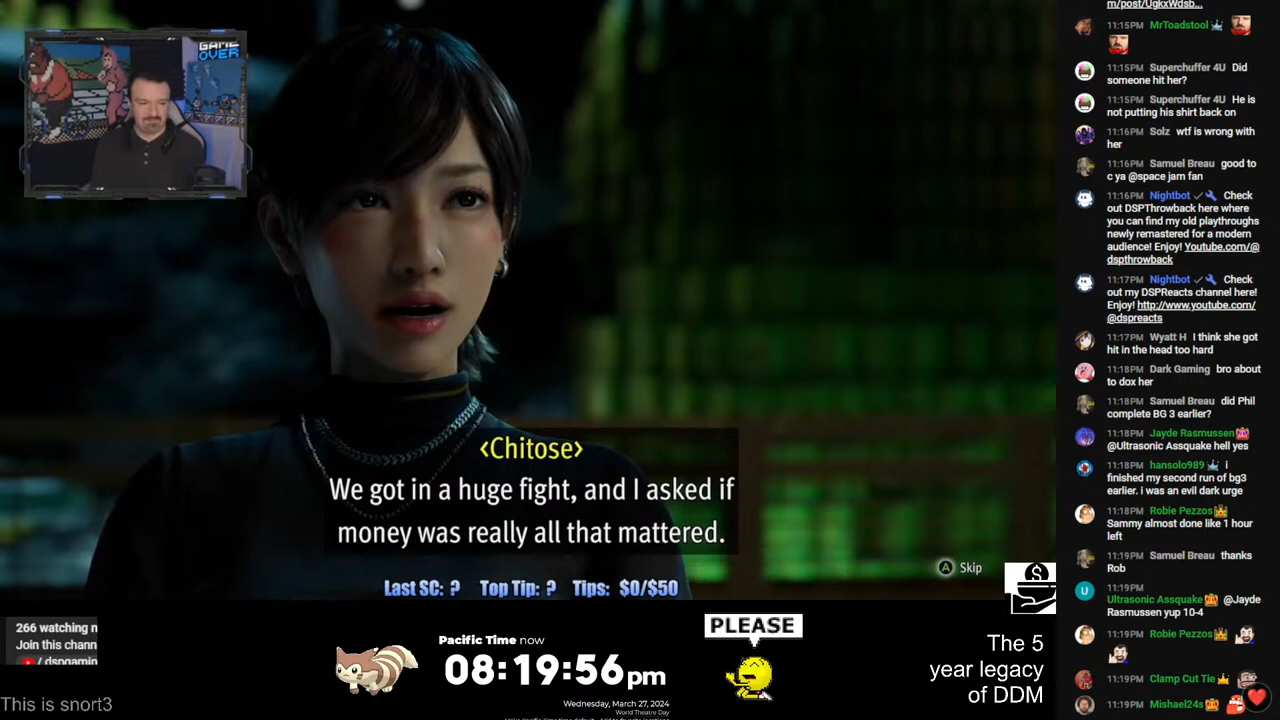 GAME
OVER
<Chitose>
We got in a huge fight, and I asked if
money was really all that mattered.
A Skip
Last SC: ? Top Tip: ? Tips: $0/$50
266 watching n
Join this chann
/ dspgamin
This is snort3
Pacific Time now
08:19:56pm
Wednesday, March 27, 2024
World Theatre Day
PLEASE
The 5
year legacy
of DDM
m/post/UgkxWdsb...
11:15PM MrToadstool
11:15PM Superchuffer 4U Did
someone hit her?
11:15PM Superchuffer 4U He is
not putting his shirt back on
11:16PM Solz wtf is wrong with
her
11:16PM Samuel Breau good to
c ya @space jam fan
11:16PM Nightbot Check
out DSPThrowback here where
you can find my old playthroughs
newly remastered for a modern
audience! Enjoy! Youtube.com/@
dspthrowback
11:17PM Nightbot Check
out my DSPReacts channel here!
Enjoy! http://www.youtube.com/
@dspreacts
11:17PM Wyatt H I think she got
hit in the head too hard
11:18PM Dark Gaming bro about
to dox her
11:18PM Samuel Breau did Phil
complete BG 3 earlier?
11:18PM Jayde Rasmussen
@Ultrasonic Assquake hell yes
11:18PM hansolo989 i
finished my second run of bg3
earlier. i was an evil dark urge
11:18PM Robie Pezzos
Sammy almost done like 1 hour
left
11:19PM Samuel Breau thanks
Rob
U 11:19PM
Ultrasonic Assquake @Jayde
Rasmussen yup 10-4
11:19PM Robie Pezzos
11:19PM Clamp Cut Tie
11:19PM Mishael24s